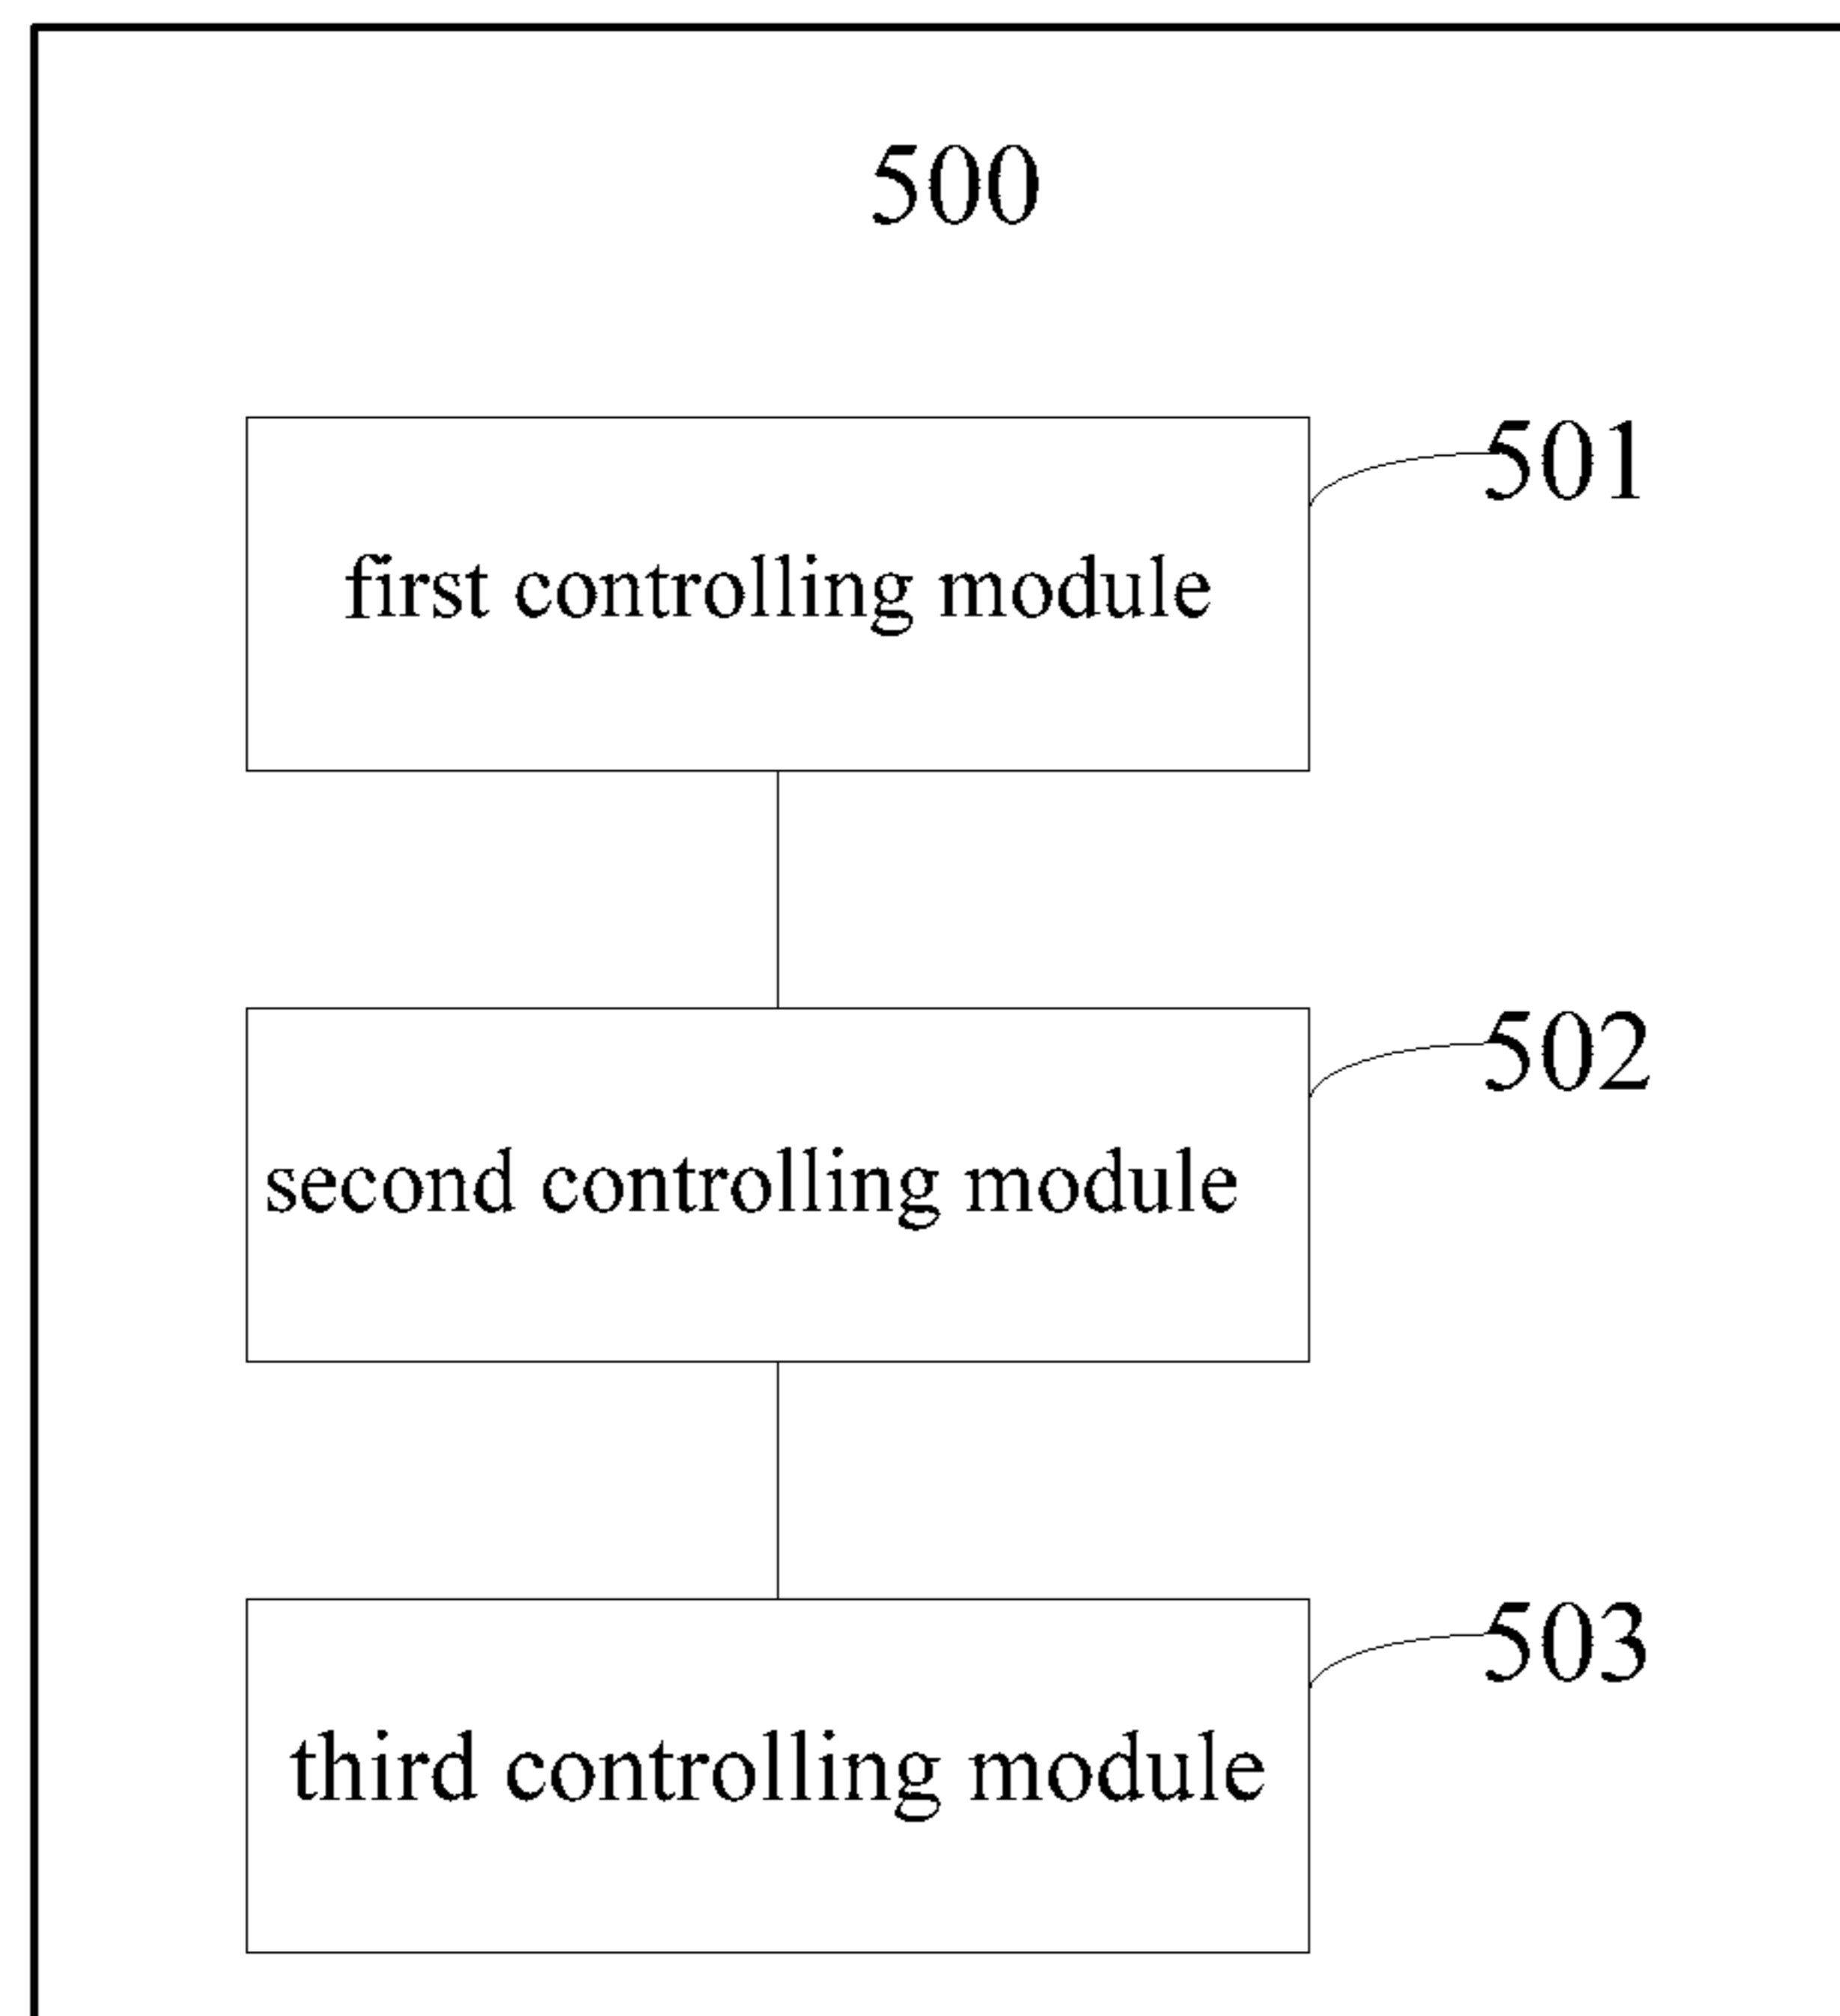 500
501
first controlling module
502
second controlling module
503
third controlling module